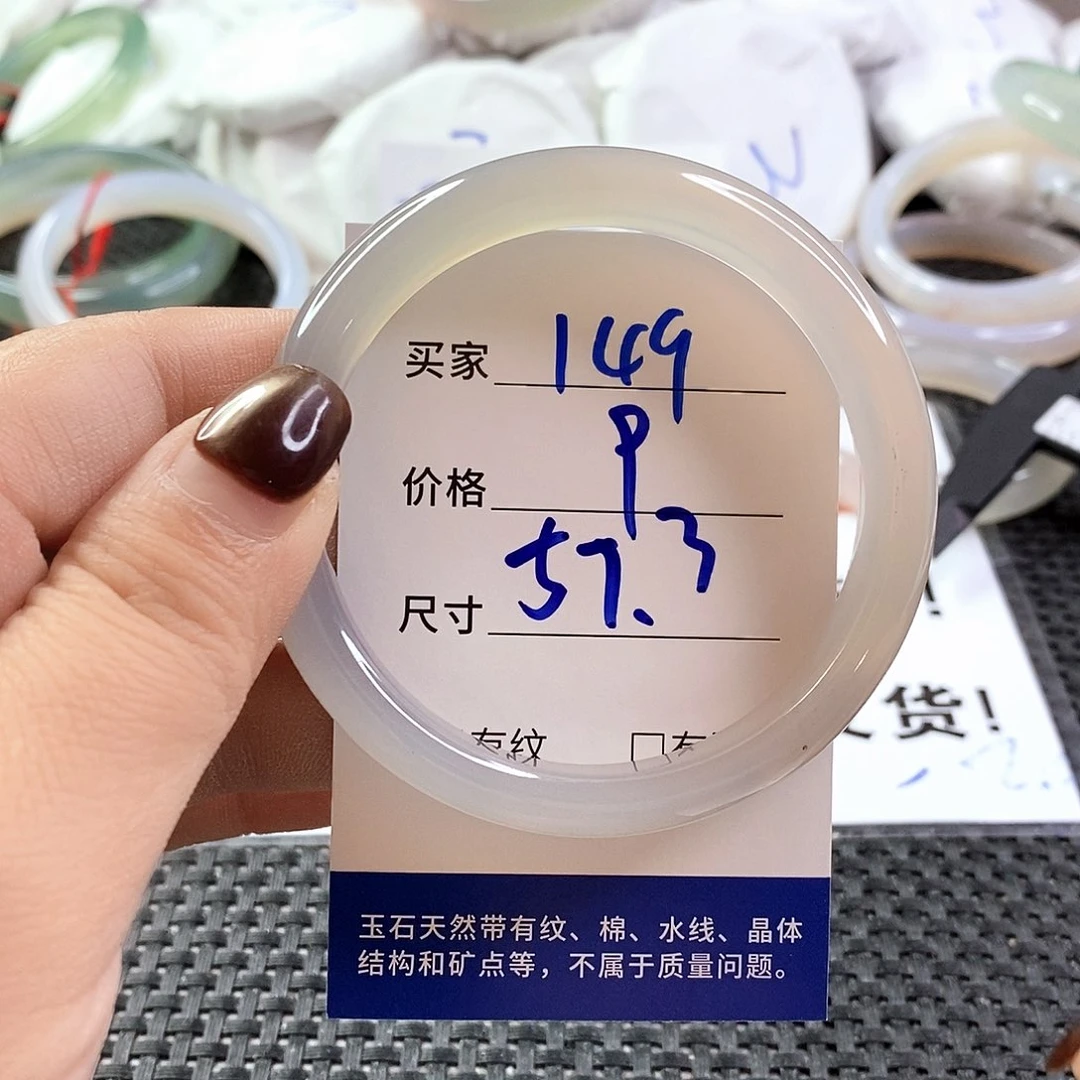 买家 149
价格 P
尺寸 57.3
有纹 □有
玉石天然带有纹、棉、水线、晶体
结构和矿点等，不属于质量问题。
货!